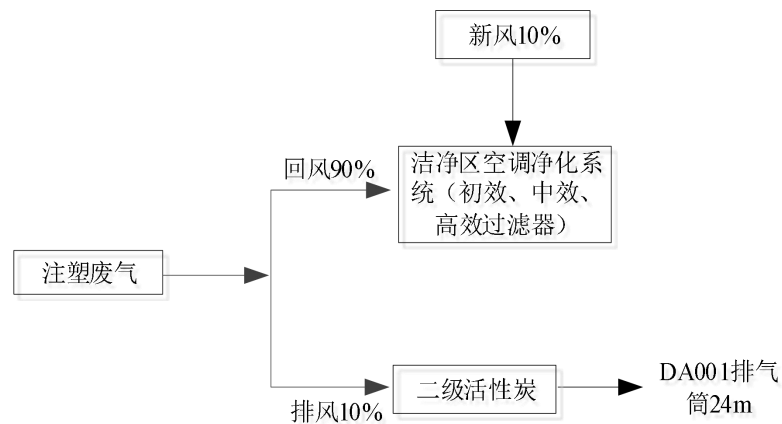 新风10%
回风90%
洁净区空调净化系
统（初效、中效、
高效过滤器）
注塑废气
排风10%
二级活性炭
DA001排气
筒24m